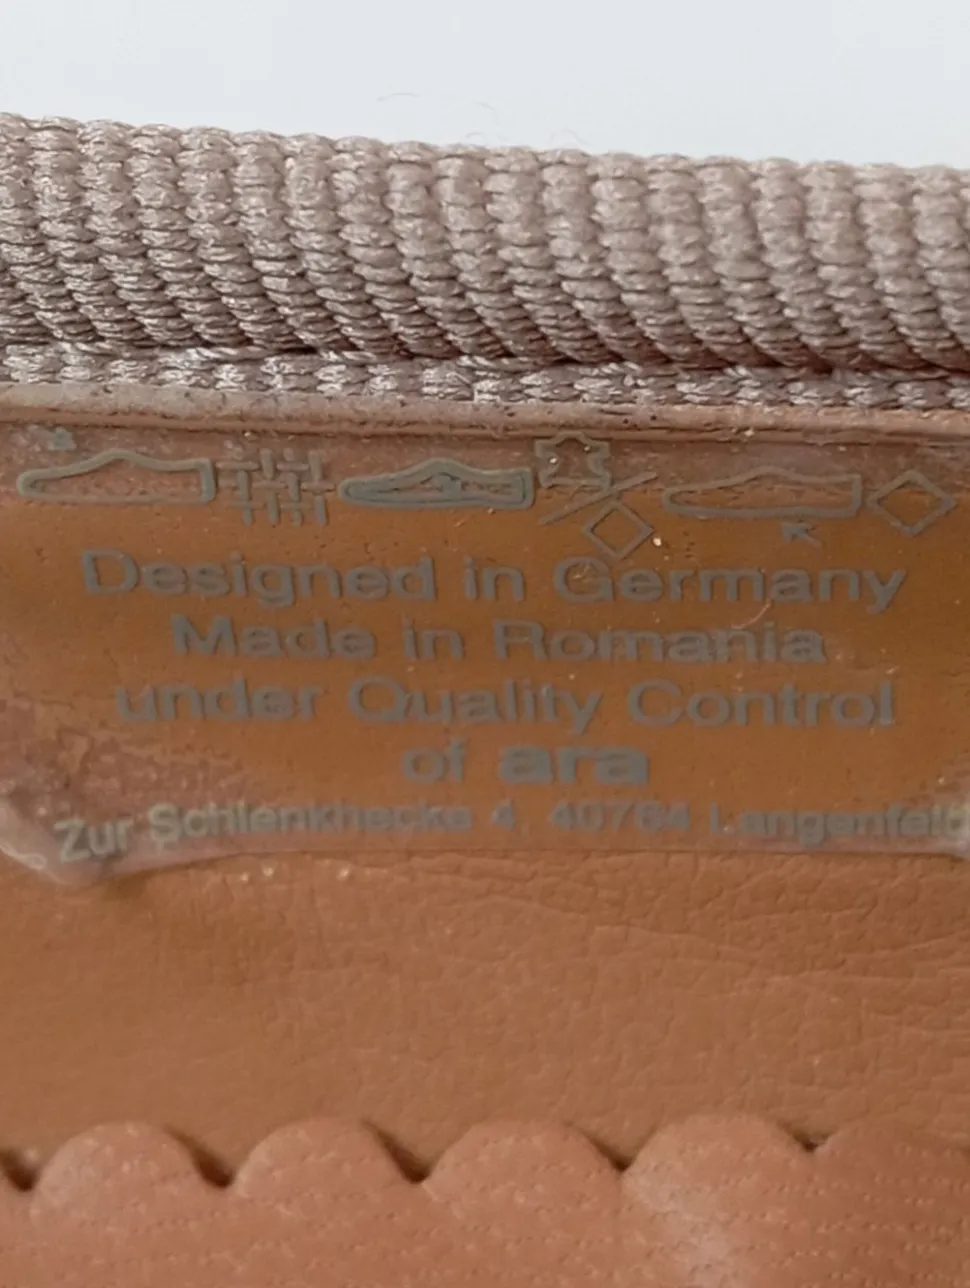 Designed in Germany
Made in Romania
under Quality Control
of ara
Zur Schlenkhecke 4, 40764 Langenfeld